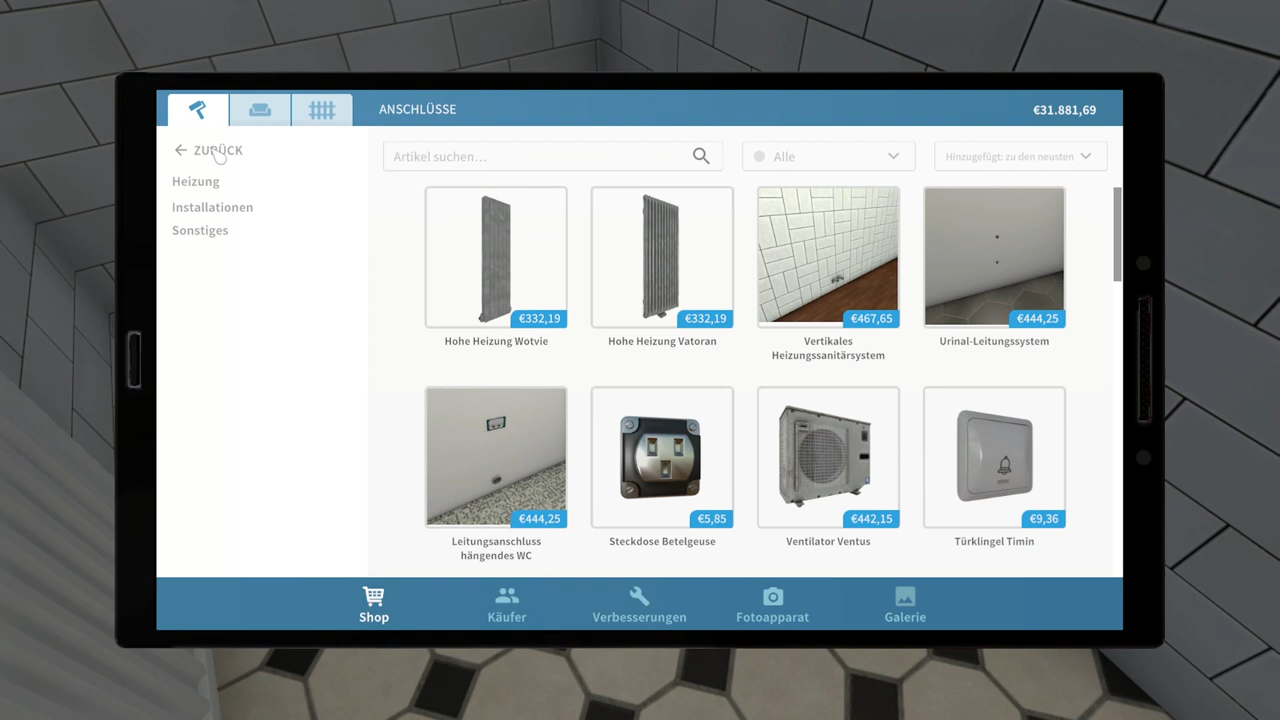 ANSCHLÜSSE
€31.881,69
ZURÜCK
Heizung
Installationen
Sonstiges
Artikel suchen...
Alle
Hinzugefügt: zu den neusten
€332,19
€332,19
€467,65
€444,25
Hohe Heizung Wotvie
Hohe Heizung Vatoran
Vertikales
Heizungssanitärsystem
Urinal-Leitungssystem
€444,25
€5,85
€442,15
€9,36
Leitungsanschluss
hängendes WC
Steckdose Betelgeuse
Ventilator Ventus
Türklingel Timin
Shop
Käufer
Verbesserungen
Fotoapparat
Galerie